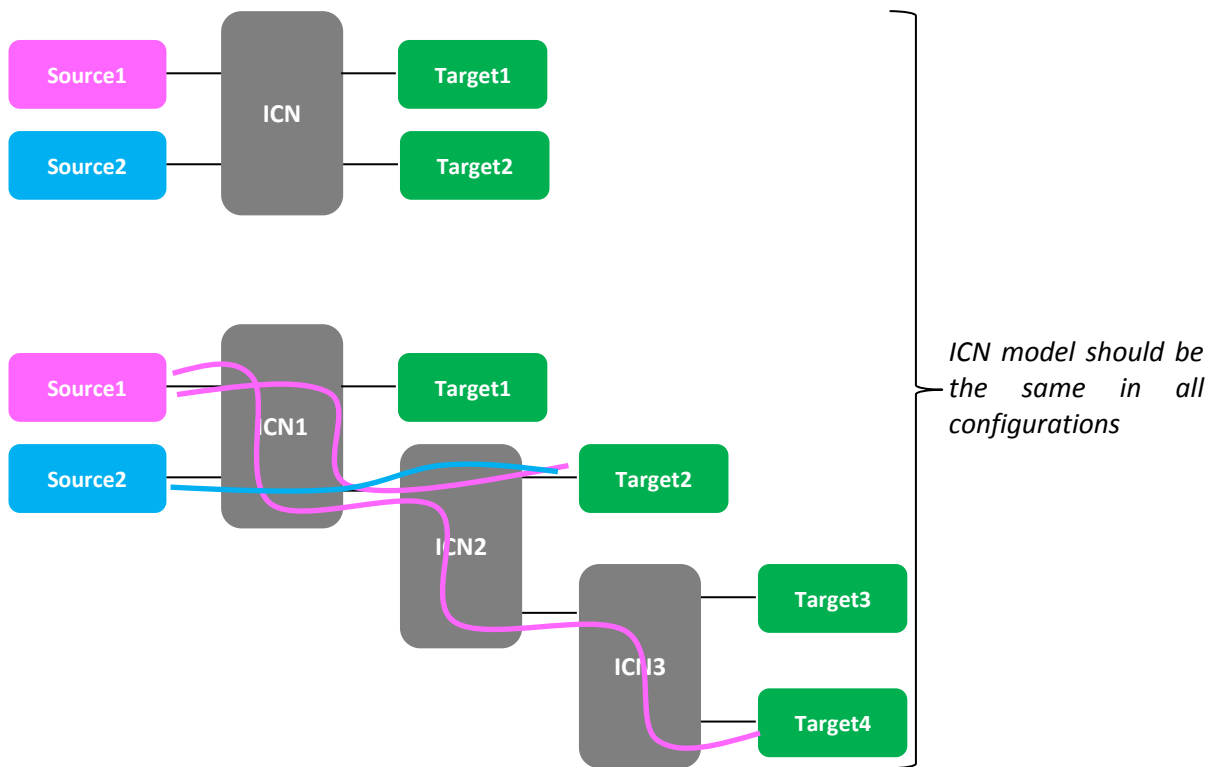 Source1
ICN
Target1
Source2
Target2
Source1
ICN1
Target1
Source2
ICN2
Target2
ICN3
Target3
Target4
ICN model should be
the same in all
configurations